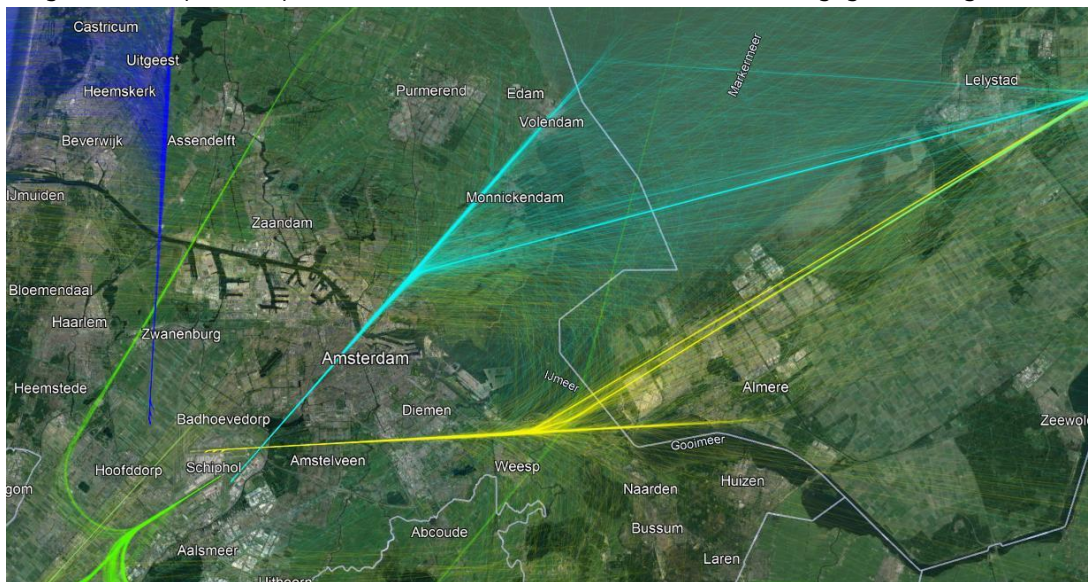 Castricum
Uitgeest
Heemskerk
Purmerend
Edam
Markermeer
Lelystad
Volendam
Beverwijk
Assendelft
IJmuiden
Monnickendam
Zaandam
Bloemendaal
Haarlem
Zwanenburg
Amsterdam
IJmeer
Heemstede
Almere
Diemen
Badhoevedorp
Zeewol
Gooimeer
Amstelveen
Hoofddorp
Schiphol
Weesp
Huizen
gom
Naarden
Abcoude
Bussum
Aalsmeer
Laren